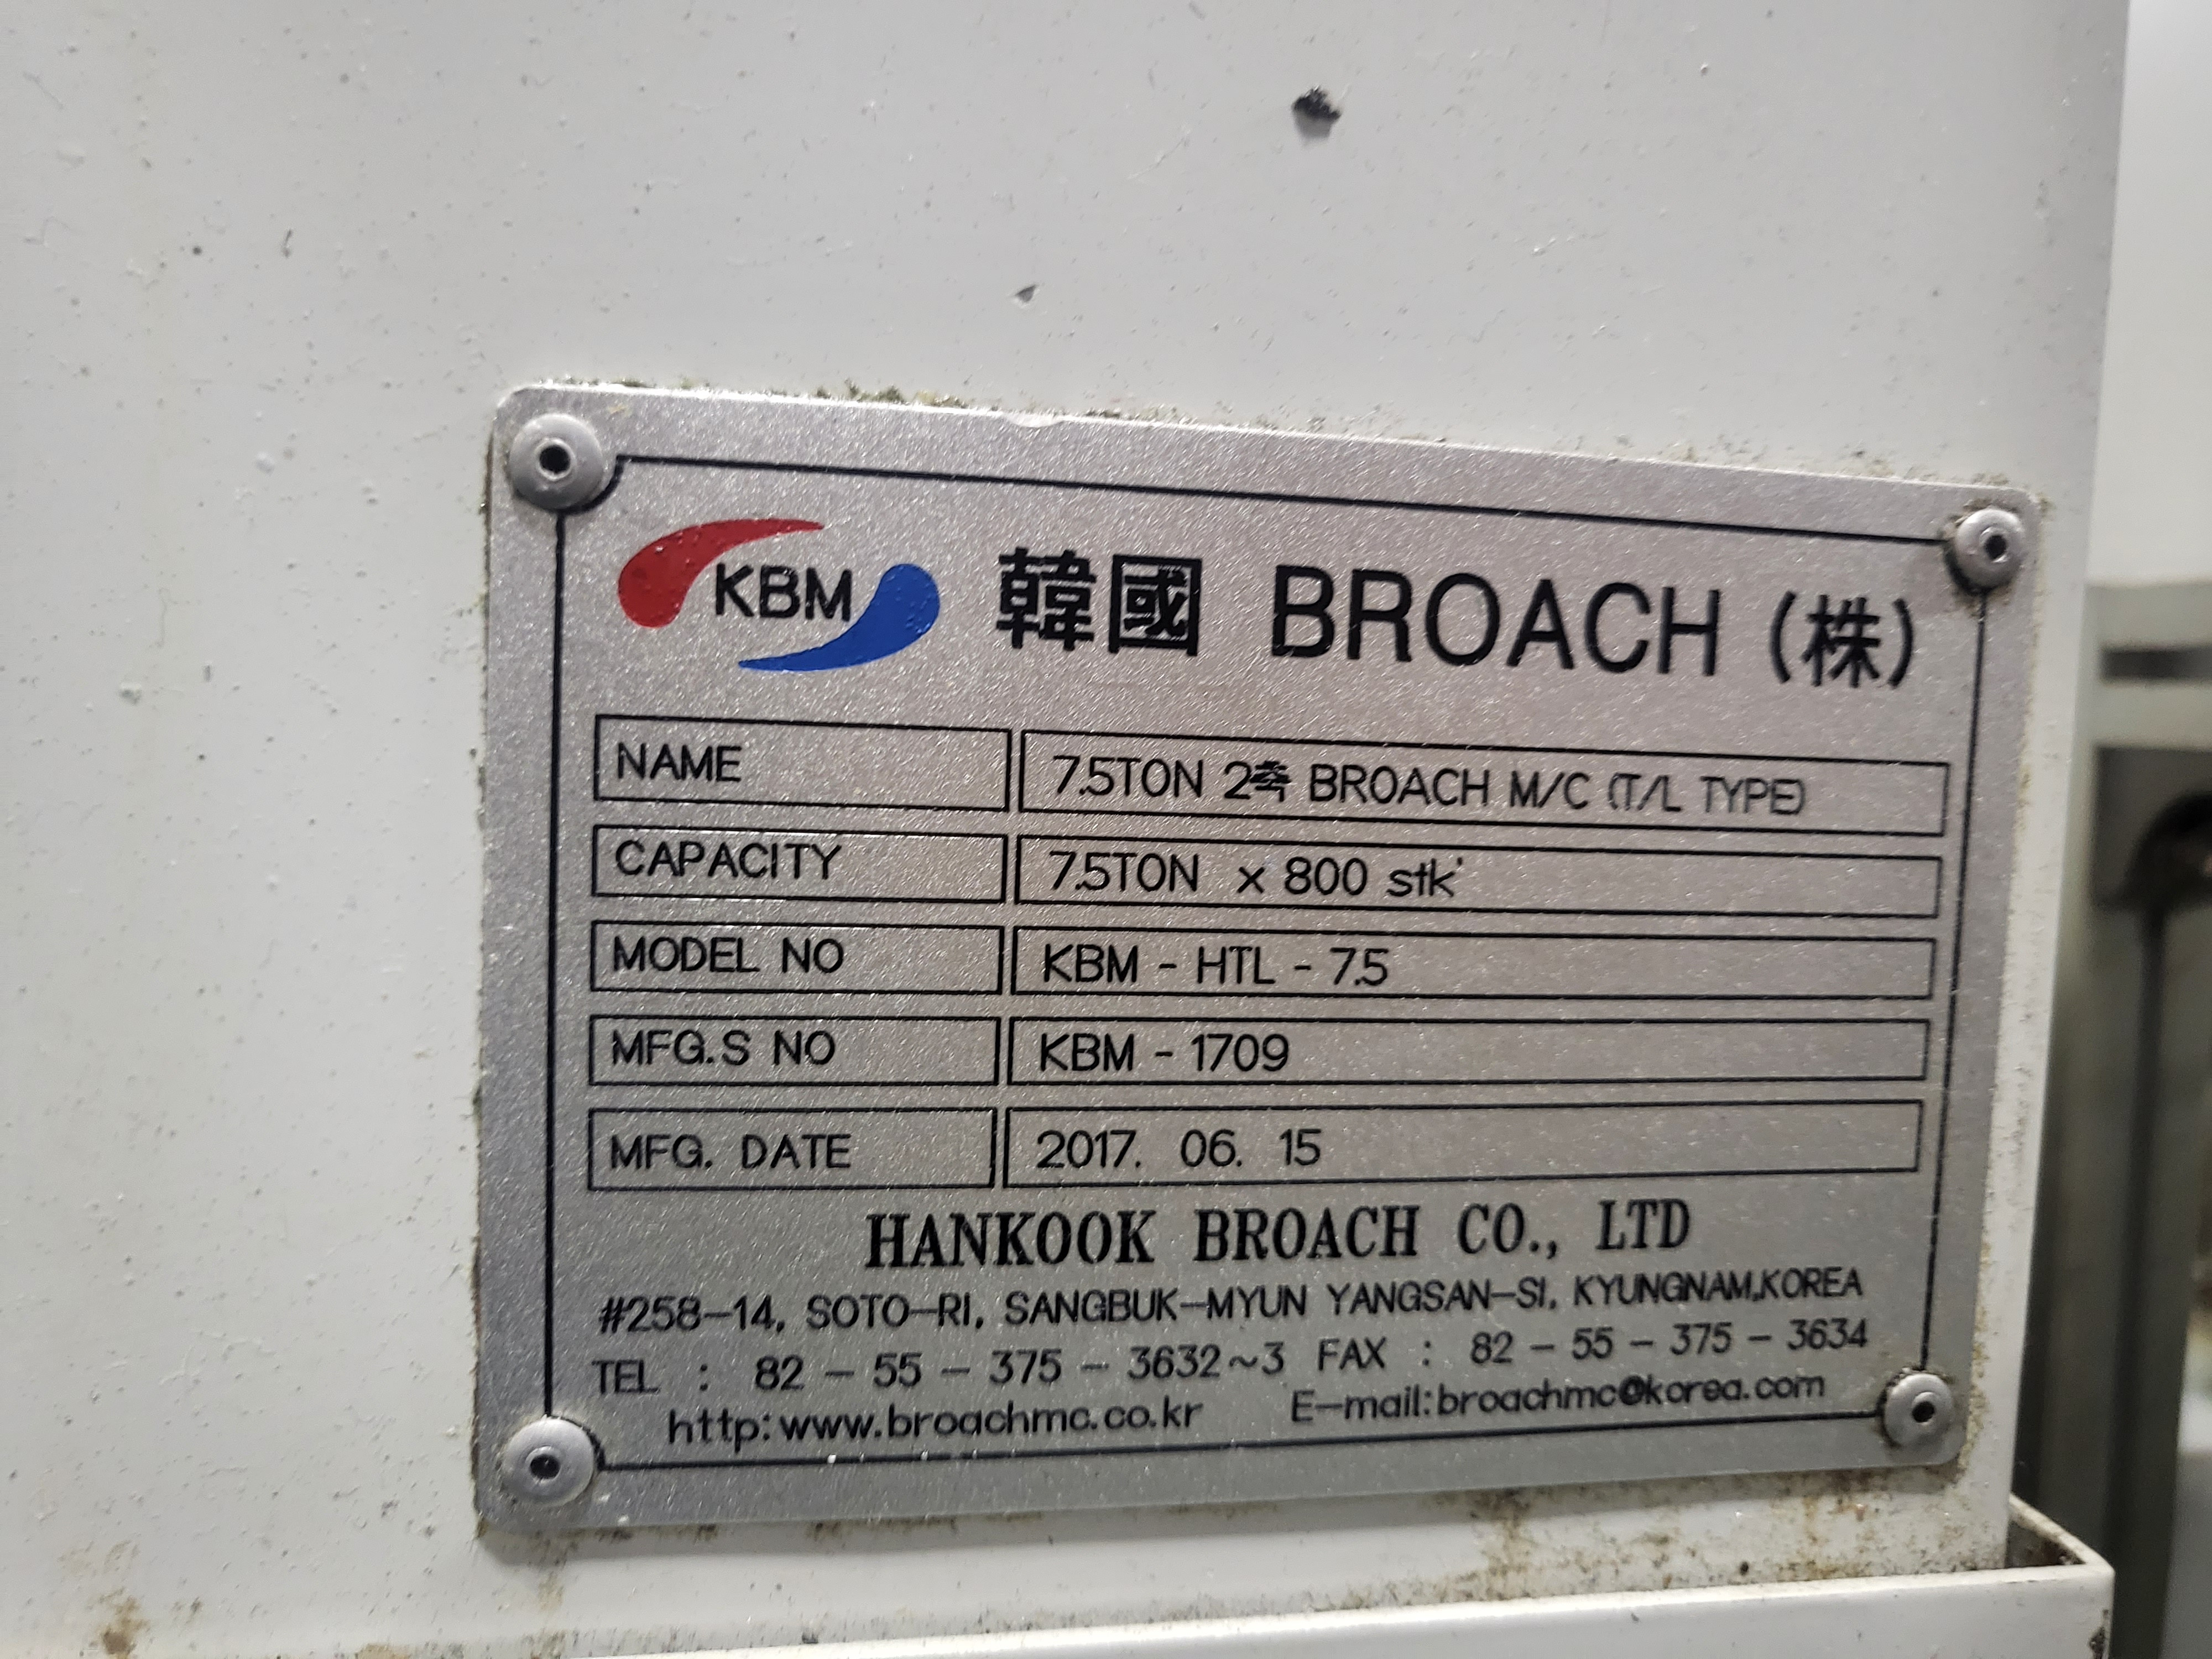 KBM 韓國 BROACH (株)
NAME 7.5TON 2축 BROACH M/C (T/L TYPE)
CAPACITY 7.5TON x 800 stk'
MODEL NO KBM - HTL - 7.5
MFG.S NO KBM - 1709
MFG. DATE 2017. 06. 15
HANKOOK BROACH CO., LTD
#258-14, SOTO-RI, SANGBUK-MYUN YANGSAN-SI, KYUNGNAM,KOREA
TEL : 82 - 55 - 375 - 3632~3 FAX : 82 - 55 - 375 - 3634
http:www.broachmc.co.kr E-mail:broachmc@korea.com